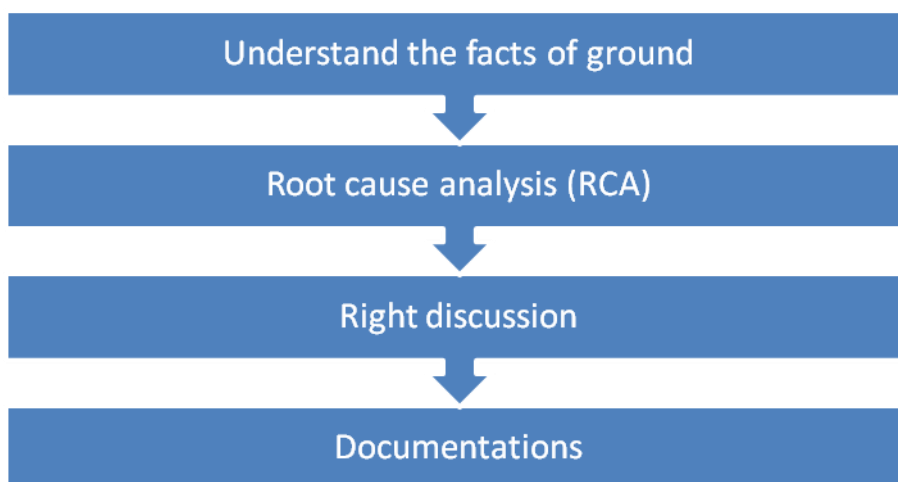 Understand the facts of ground
Root cause analysis (RCA)
Right discussion
Documentations